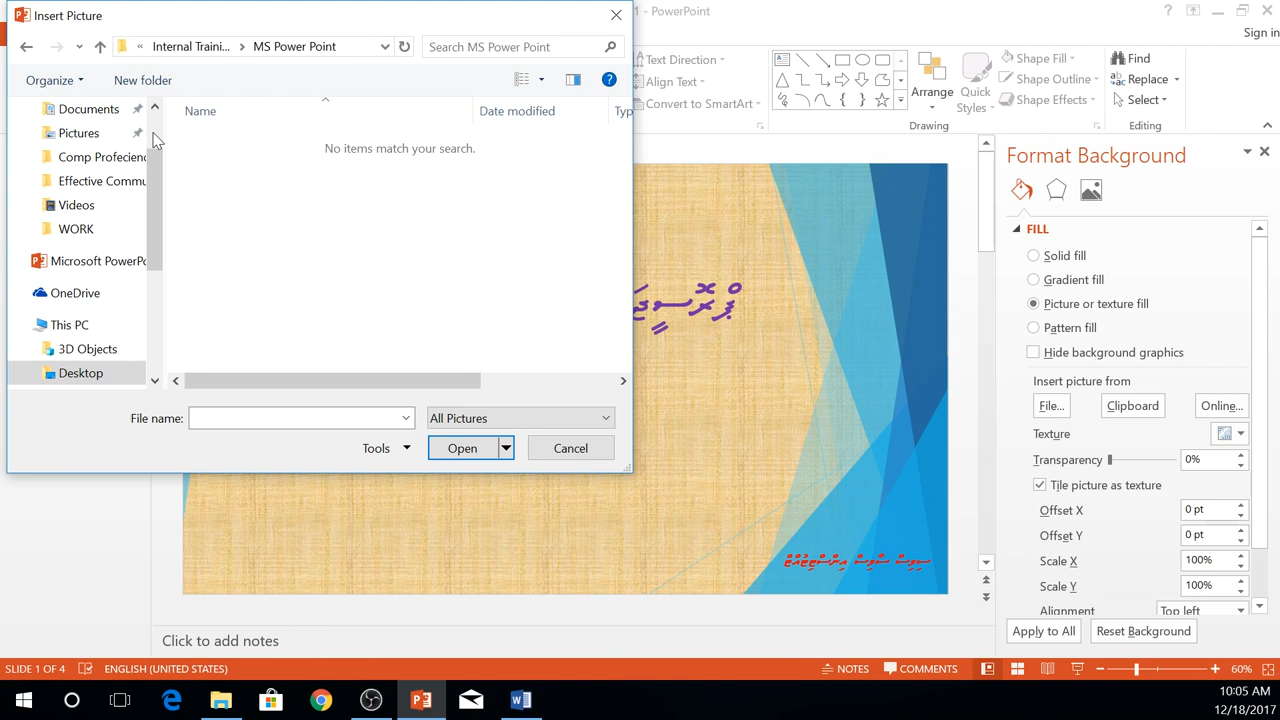 Insert Picture
1 - PowerPoint
Sign in
« Internal Traini... > MS Power Point
Search MS Power Point
Organize
New folder
Documents
Pictures
Comp Profecienc
Effective Commu
Videos
WORK
Microsoft PowerPo
OneDrive
This PC
3D Objects
Desktop
Name
Date modified
Typ
No items match your search.
File name:
All Pictures
Tools
Open
Cancel
Text Direction
Align Text
Convert to SmartArt
Arrange
Quick Styles
Shape Fill
Shape Outline
Shape Effects
Drawing
Find
Replace
Select
Editing
ސިވިލް ސާވިސް އިންސްޓިޓިއުޓް
Format Background
FILL
Solid fill
Gradient fill
Picture or texture fill
Pattern fill
Hide background graphics
Insert picture from
File...
Clipboard
Online...
Texture
Transparency
0%
Tile picture as texture
Offset X
0 pt
Offset Y
0 pt
Scale X
100%
Scale Y
100%
Alignment
Top left
Apply to All
Reset Background
Click to add notes
SLIDE 1 OF 4
ENGLISH (UNITED STATES)
NOTES
COMMENTS
60%
10:05 AM
12/18/2017